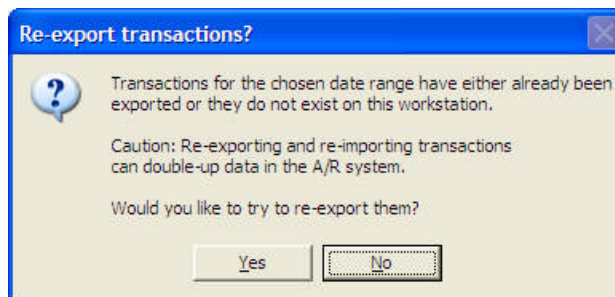 Re-export transactions?
Transactions for the chosen date range have either already been
exported or they do not exist on this workstation.
Caution: Re-exporting and re-importing transactions
can double-up data in the A/R system.
Would you like to try to re-export them?
Yes
No